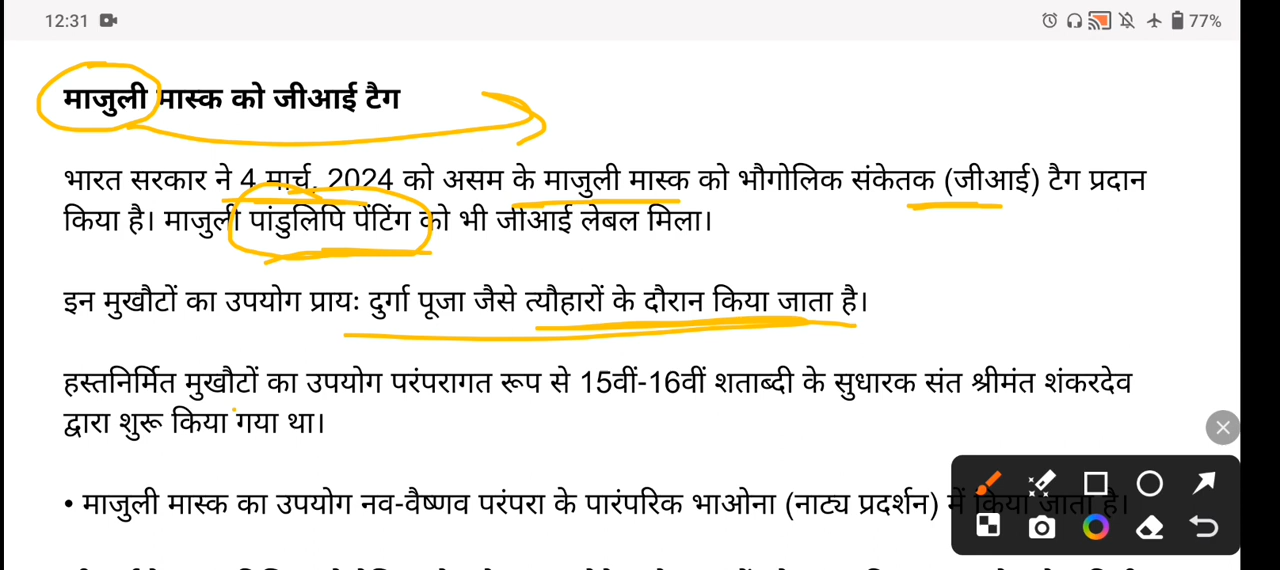 12:31
77%
माजुली मास्क को जीआई टैग
भारत सरकार ने 4 मार्च, 2024 को असम के माजुली मास्क को भौगोलिक संकेतक (जीआई) टैग प्रदान
किया है। माजुली पांडुलिपि पेंटिंग को भी जीआई लेबल मिला।
इन मुखौटों का उपयोग प्रायः दुर्गा पूजा जैसे त्यौहारों के दौरान किया जाता है।
हस्तनिर्मित मुखौटों का उपयोग परंपरागत रूप से 15वीं-16वीं शताब्दी के सुधारक संत श्रीमंत शंकरदेव
द्वारा शुरू किया गया था।
• माजुली मास्क का उपयोग नव-वैष्णव परंपरा के पारंपरिक भाओना (नाट्य प्रदर्शन) में किया जाता है।